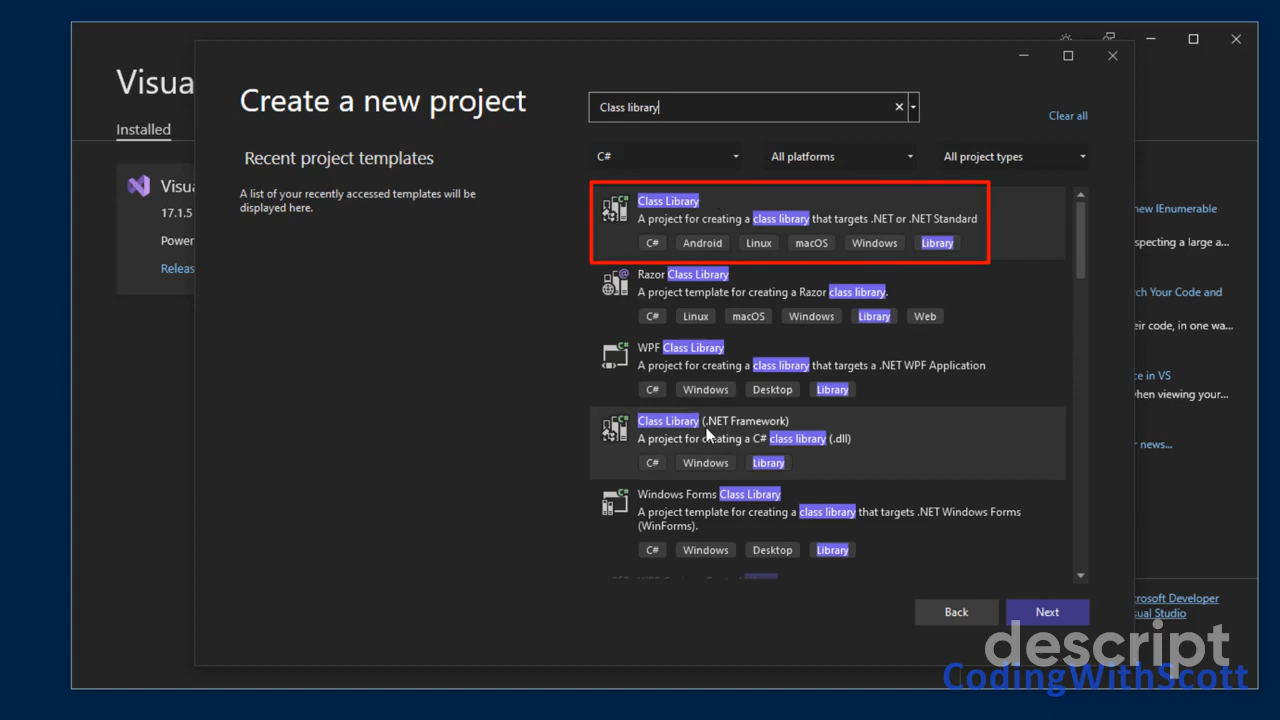 Visua
Installed
Visua
17.1.5
Power
Releas
Create a new project
Recent project templates
A list of your recently accessed templates will be
displayed here.
Class library
Clear all
C#
All platforms
All project types
Class Library
A project for creating a class library that targets .NET or .NET Standard
C# Android Linux macOS Windows Library
Razor Class Library
A project template for creating a Razor class library.
C# Linux macOS Windows Library Web
WPF Class Library
A project for creating a class library that targets a .NET WPF Application
C# Windows Desktop Library
Class Library (.NET Framework)
A project for creating a C# class library (.dll)
C# Windows Library
Windows Forms Class Library
A project template for creating a class library that targets .NET Windows Forms
(WinForms).
C# Windows Desktop Library
Back
Next
new IEnumerable
specting a large a...
ch Your Code and
eir code, in one wa...
ce in VS
when viewing your...
r news...
rosoft Developer
sual Studio
descript
CodingWithScott